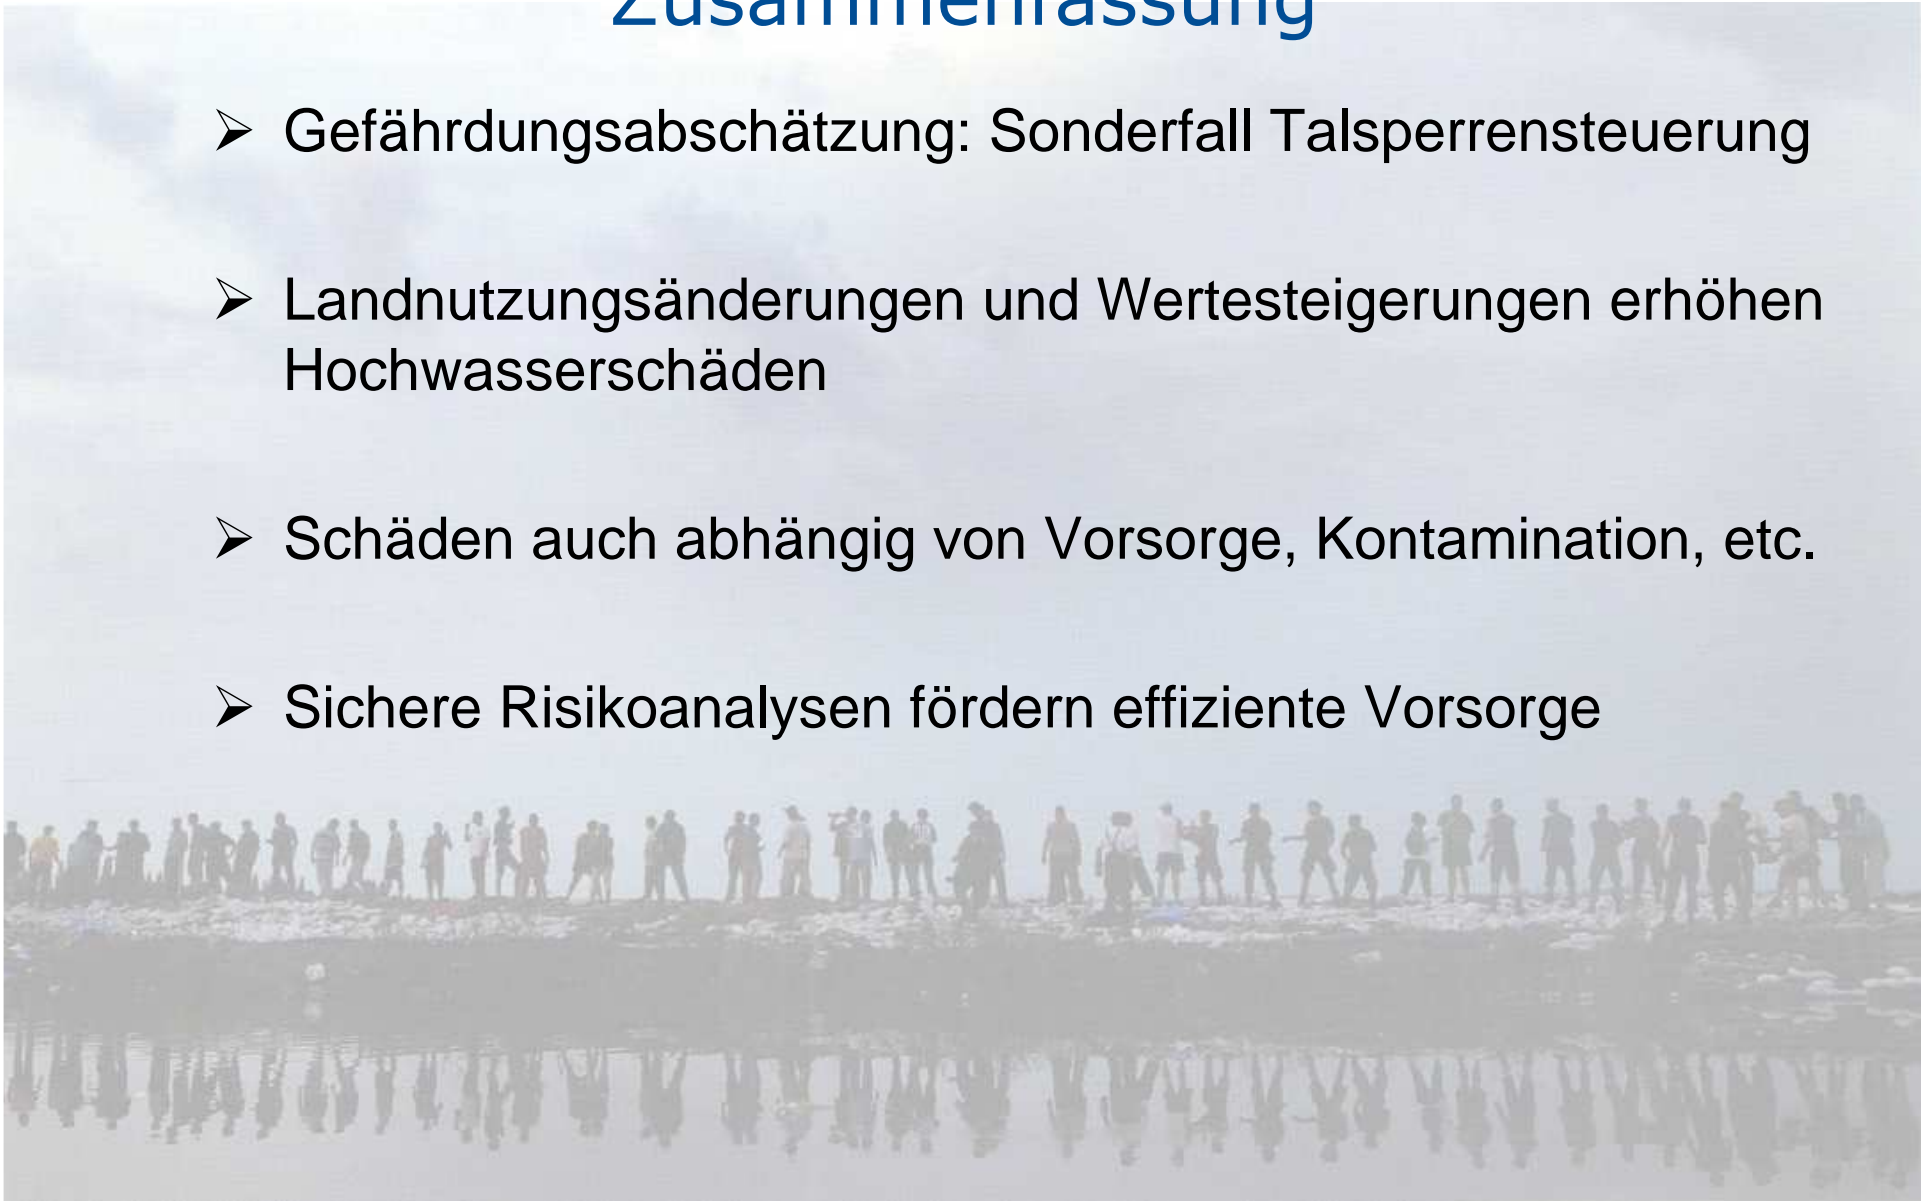 Zusammenfassung
Gefährdungsabschätzung: Sonderfall Talsperrensteuerung
Landnutzungsänderungen und Wertesteigerungen erhöhen
Hochwasserschäden
Schäden auch abhängig von Vorsorge, Kontamination, etc.
Sichere Risikoanalysen fördern effiziente Vorsorge